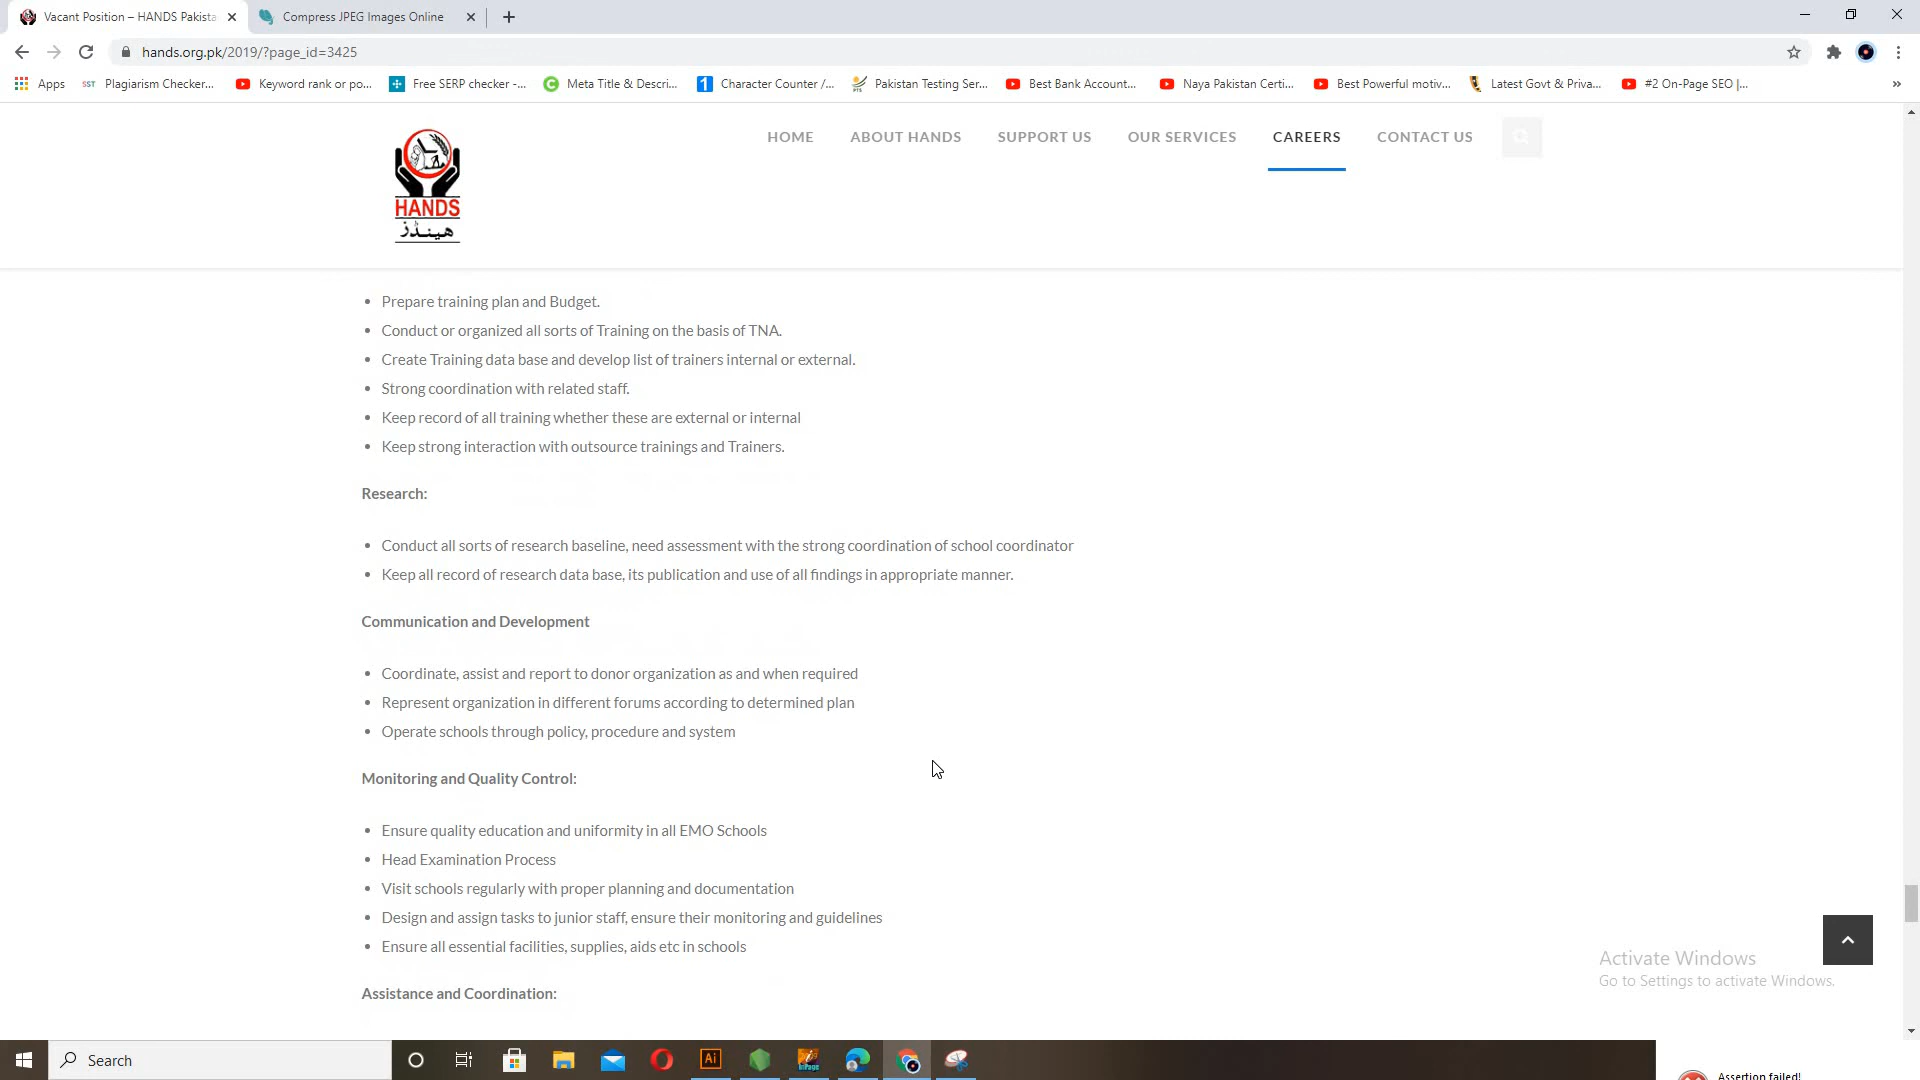 Vacant Position – HANDS Pakista
Compress JPEG Images Online
hands.org.pk/2019/?page_id=3425
Apps
SST Plagiarism Checker...
Keyword rank or po...
Free SERP checker -...
Meta Title & Descri...
1 Character Counter /...
Pakistan Testing Ser...
Best Bank Account...
Naya Pakistan Certi...
Best Powerful motiv...
Latest Govt & Priva...
#2 On-Page SEO |...
»
HANDS
ہینڈز
HOME
ABOUT HANDS
SUPPORT US
OUR SERVICES
CAREERS
CONTACT US
• Prepare training plan and Budget.
• Conduct or organized all sorts of Training on the basis of TNA.
• Create Training data base and develop list of trainers internal or external.
• Strong coordination with related staff.
• Keep record of all training whether these are external or internal
• Keep strong interaction with outsource trainings and Trainers.
Research:
• Conduct all sorts of research baseline, need assessment with the strong coordination of school coordinator
• Keep all record of research data base, its publication and use of all findings in appropriate manner.
Communication and Development
• Coordinate, assist and report to donor organization as and when required
• Represent organization in different forums according to determined plan
• Operate schools through policy, procedure and system
Monitoring and Quality Control:
• Ensure quality education and uniformity in all EMO Schools
• Head Examination Process
• Visit schools regularly with proper planning and documentation
• Design and assign tasks to junior staff, ensure their monitoring and guidelines
• Ensure all essential facilities, supplies, aids etc in schools
Assistance and Coordination:
Activate Windows
Go to Settings to activate Windows.
Search
Ai
InPage
Assertion failed!